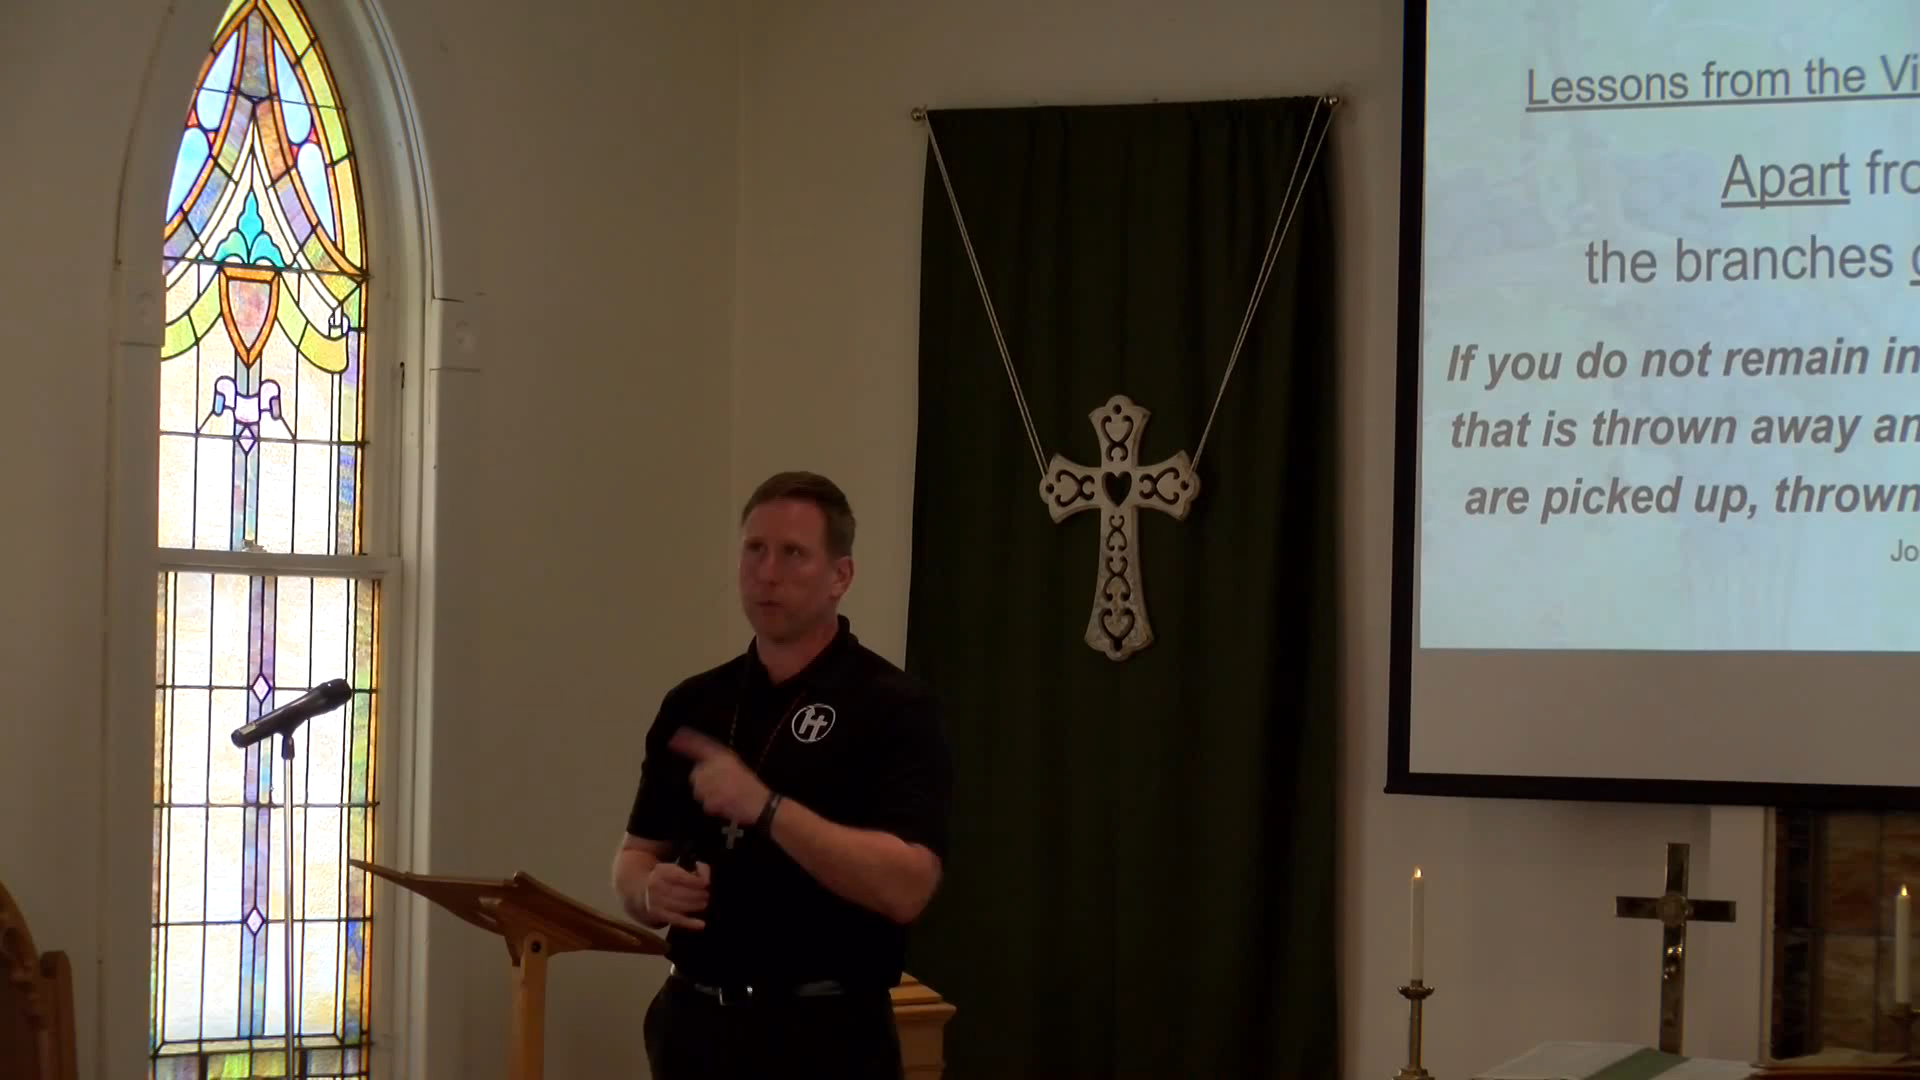 Lessons from the Vi
Apart fro
the branches
If you do not remain in
that is thrown away an
are picked up, thrown
Jo